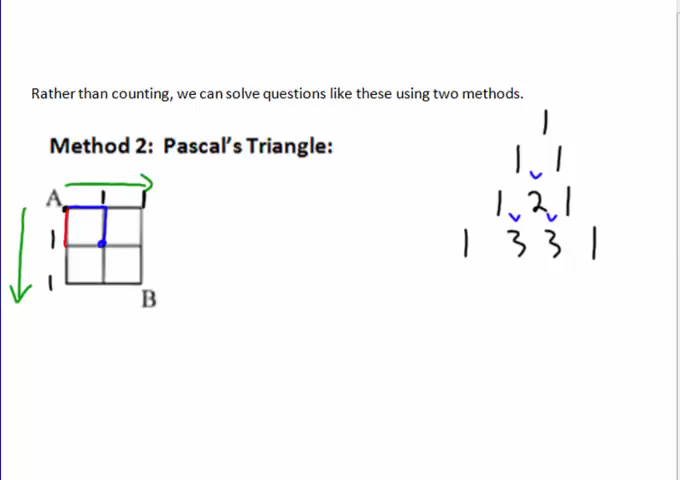 Rather than counting, we can solve questions like these using two methods.
1
Method 2: Pascal's Triangle:
1 1
A 1 1
1 2 1
1
1 3 3 1
1
B